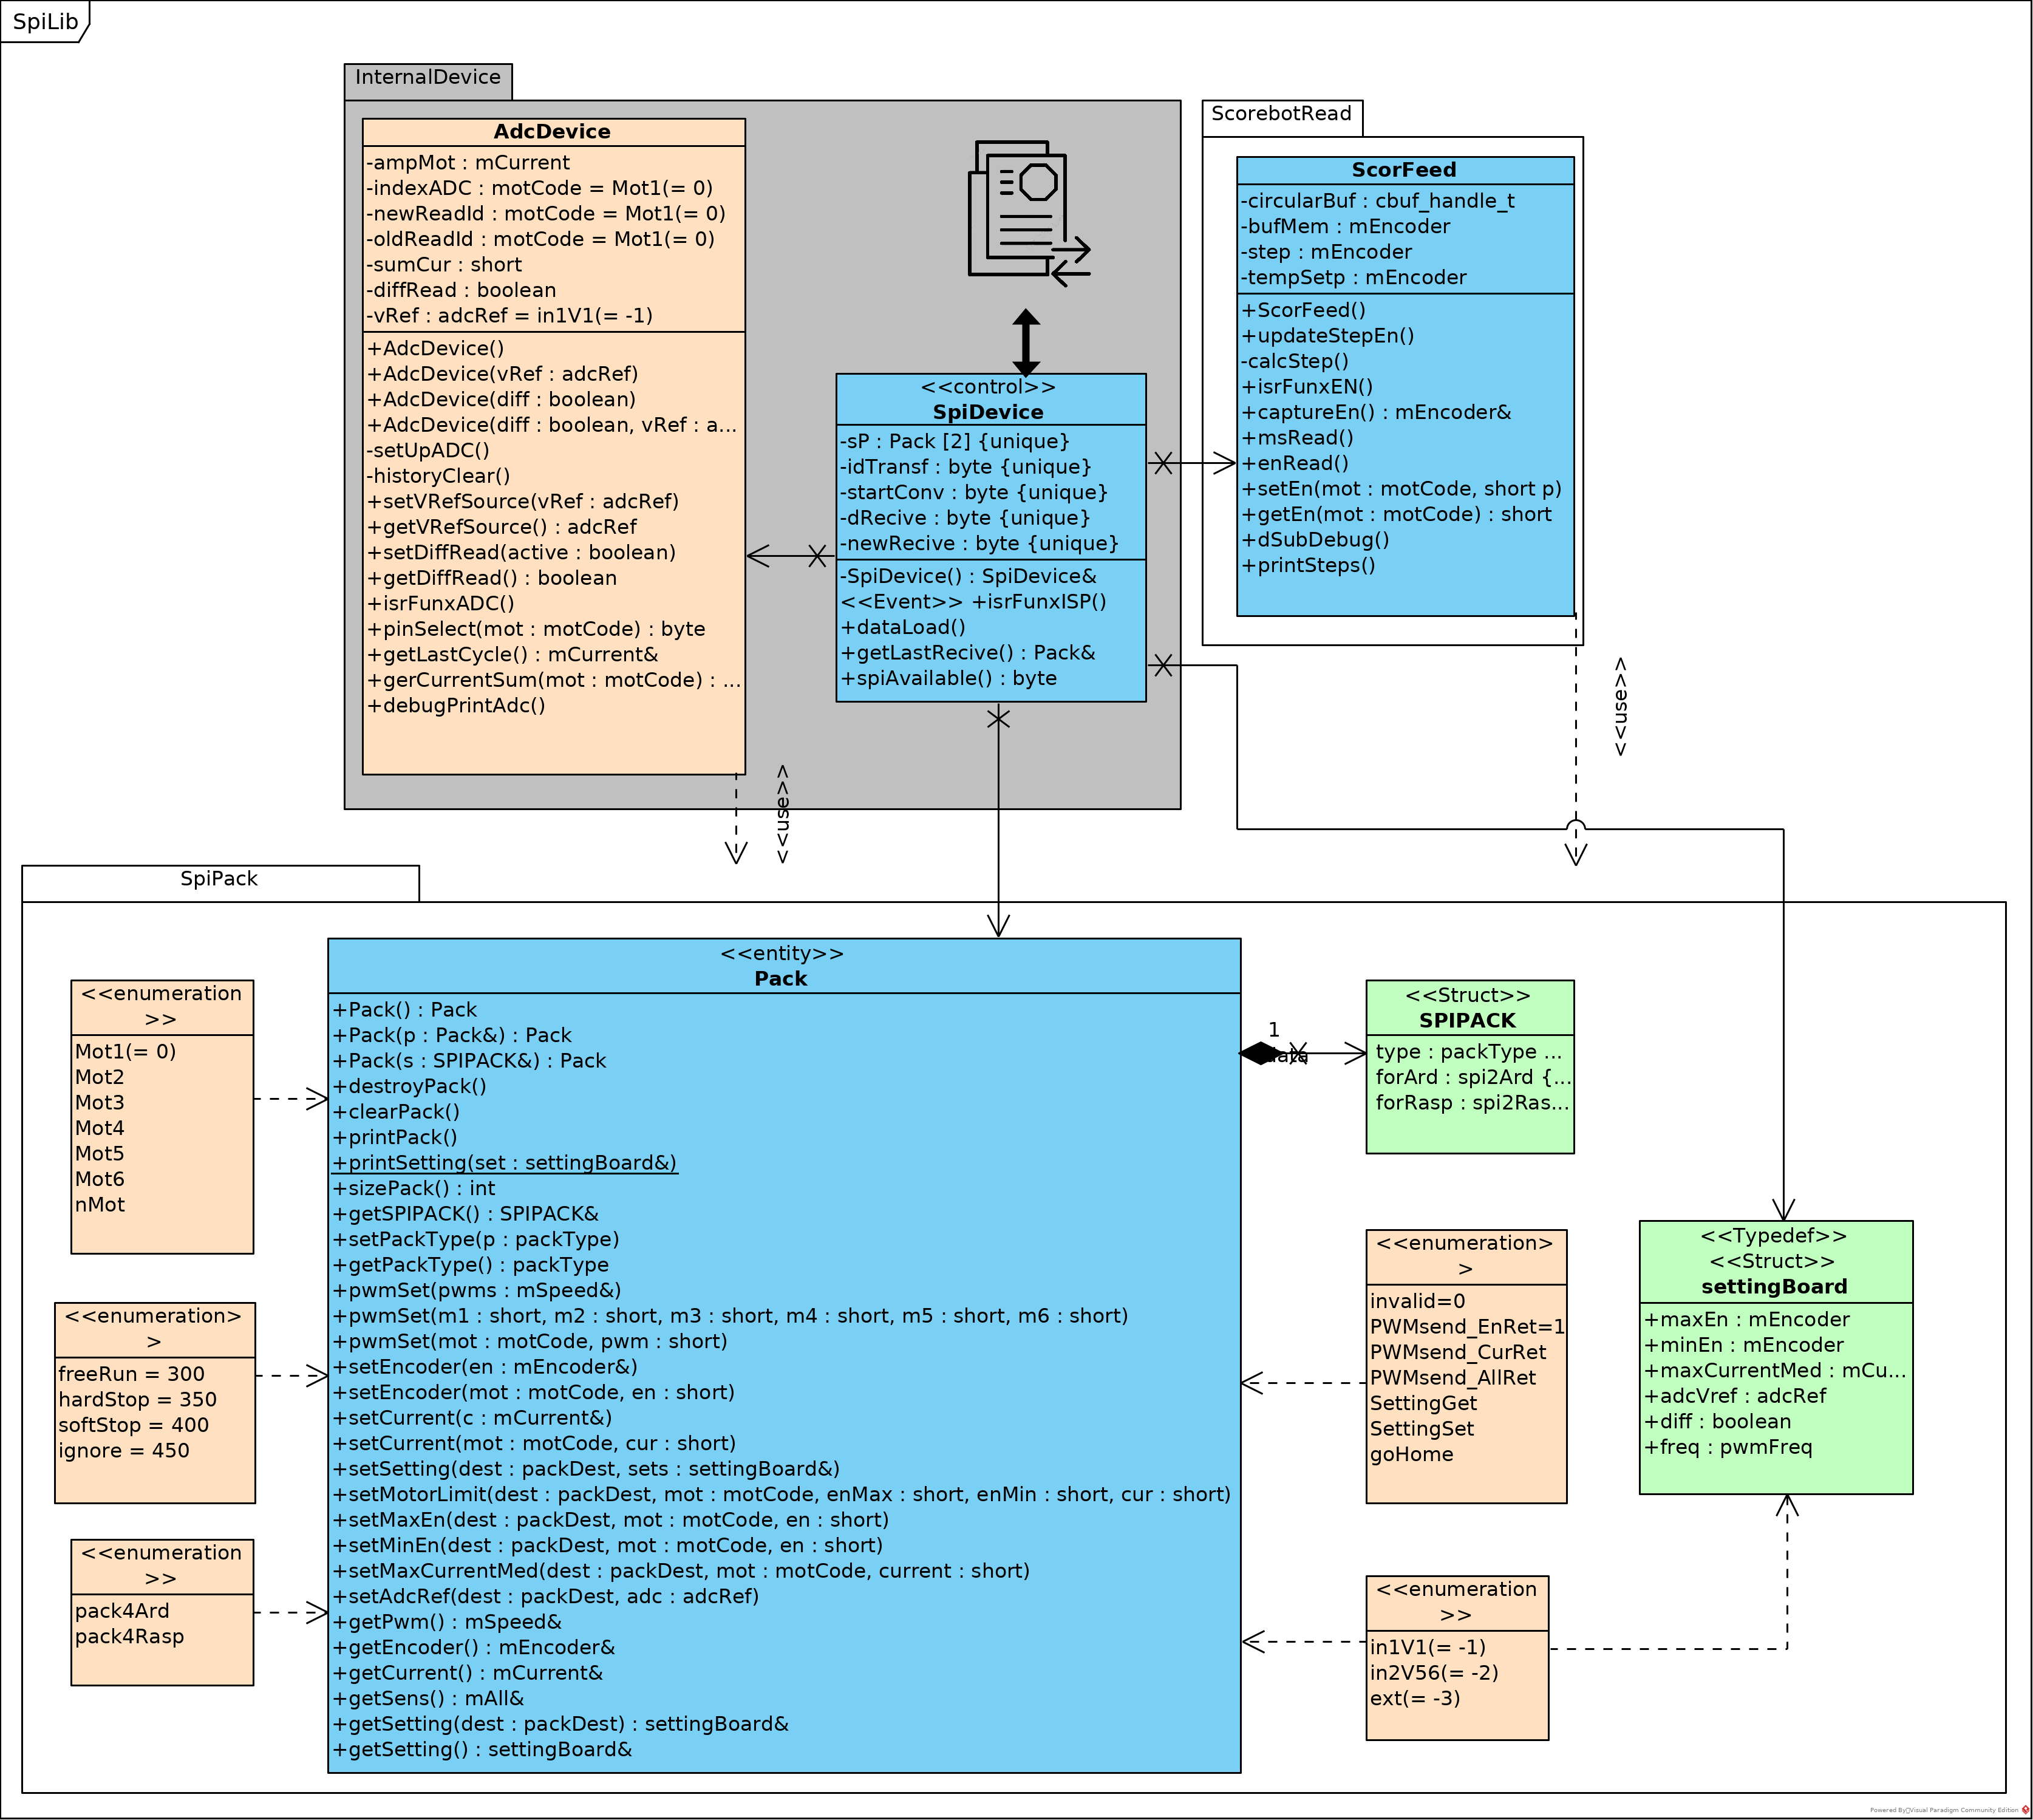 SpiLib
InternalDevice
AdcDevice
-ampMot : mCurrent
-indexADC : motCode = Mot1(= 0)
-newReadId : motCode = Mot1(= 0)
-oldReadId : motCode = Mot1(= 0)
-sumCur : short
-diffRead : boolean
-vRef : adcRef = in1V1(= -1)
+AdcDevice()
+AdcDevice(vRef : adcRef)
+AdcDevice(diff : boolean)
+AdcDevice(diff : boolean, vRef : a...
-setUpADC()
-historyClear()
+setVRefSource(vRef : adcRef)
+getVRefSource() : adcRef
+setDiffRead(active : boolean)
+getDiffRead() : boolean
+isrFunxADC()
+pinSelect(mot : motCode) : byte
+getLastCycle() : mCurrent&
+gerCurrentSum(mot : motCode) : ...
+debugPrintAdc()
<<control>>
SpiDevice
-sP : Pack [2] {unique}
-idTransf : byte {unique}
-startConv : byte {unique}
-dRecive : byte {unique}
-newRecive : byte {unique}
-SpiDevice() : SpiDevice&
<<Event>> +isrFunxISP()
+dataLoad()
+getLastRecive() : Pack&
+spiAvailable() : byte
ScorebotRead
ScorFeed
-circularBuf : cbuf_handle_t
-bufMem : mEncoder
-step : mEncoder
-tempSetp : mEncoder
+ScorFeed()
+updateStepEn()
-calcStep()
+isrFunxEN()
+captureEn() : mEncoder&
+msRead()
+enRead()
+setEn(mot : motCode, short p)
+getEn(mot : motCode) : short
+dSubDebug()
+printSteps()
<<use>>
<<use>>
SpiPack
<<enumeration
>>
Mot1(= 0)
Mot2
Mot3
Mot4
Mot5
Mot6
nMot
<<enumeration>
>
freeRun = 300
hardStop = 350
softStop = 400
ignore = 450
<<enumeration
>>
pack4Ard
pack4Rasp
<<entity>>
Pack
+Pack() : Pack
+Pack(p : Pack&) : Pack
+Pack(s : SPIPACK&) : Pack
+destroyPack()
+clearPack()
+printPack()
+printSetting(set : settingBoard&)
+sizePack() : int
+getSPIPACK() : SPIPACK&
+setPackType(p : packType)
+getPackType() : packType
+pwmSet(pwms : mSpeed&)
+pwmSet(m1 : short, m2 : short, m3 : short, m4 : short, m5 : short, m6 : short)
+pwmSet(mot : motCode, pwm : short)
+setEncoder(en : mEncoder&)
+setEncoder(mot : motCode, en : short)
+setCurrent(c : mCurrent&)
+setCurrent(mot : motCode, cur : short)
+setSetting(dest : packDest, sets : settingBoard&)
+setMotorLimit(dest : packDest, mot : motCode, enMax : short, enMin : short, cur : short)
+setMaxEn(dest : packDest, mot : motCode, en : short)
+setMinEn(dest : packDest, mot : motCode, en : short)
+setMaxCurrentMed(dest : packDest, mot : motCode, current : short)
+setAdcRef(dest : packDest, adc : adcRef)
+getPwm() : mSpeed&
+getEncoder() : mEncoder&
+getCurrent() : mCurrent&
+getSens() : mAll&
+getSetting(dest : packDest) : settingBoard&
+getSetting() : settingBoard&
1
data
<<Struct>>
SPIPACK
type : packType ...
forArd : spi2Ard {...
forRasp : spi2Ras...
<<enumeration>
>
invalid=0
PWMsend_EnRet=1
PWMsend_CurRet
PWMsend_AllRet
SettingGet
SettingSet
goHome
<<enumeration
>>
in1V1(= -1)
in2V56(= -2)
ext(= -3)
<<Typedef>>
<<Struct>>
settingBoard
+maxEn : mEncoder
+minEn : mEncoder
+maxCurrentMed : mCu...
+adcVref : adcRef
+diff : boolean
+freq : pwmFreq
Powered By Visual Paradigm Community Edition